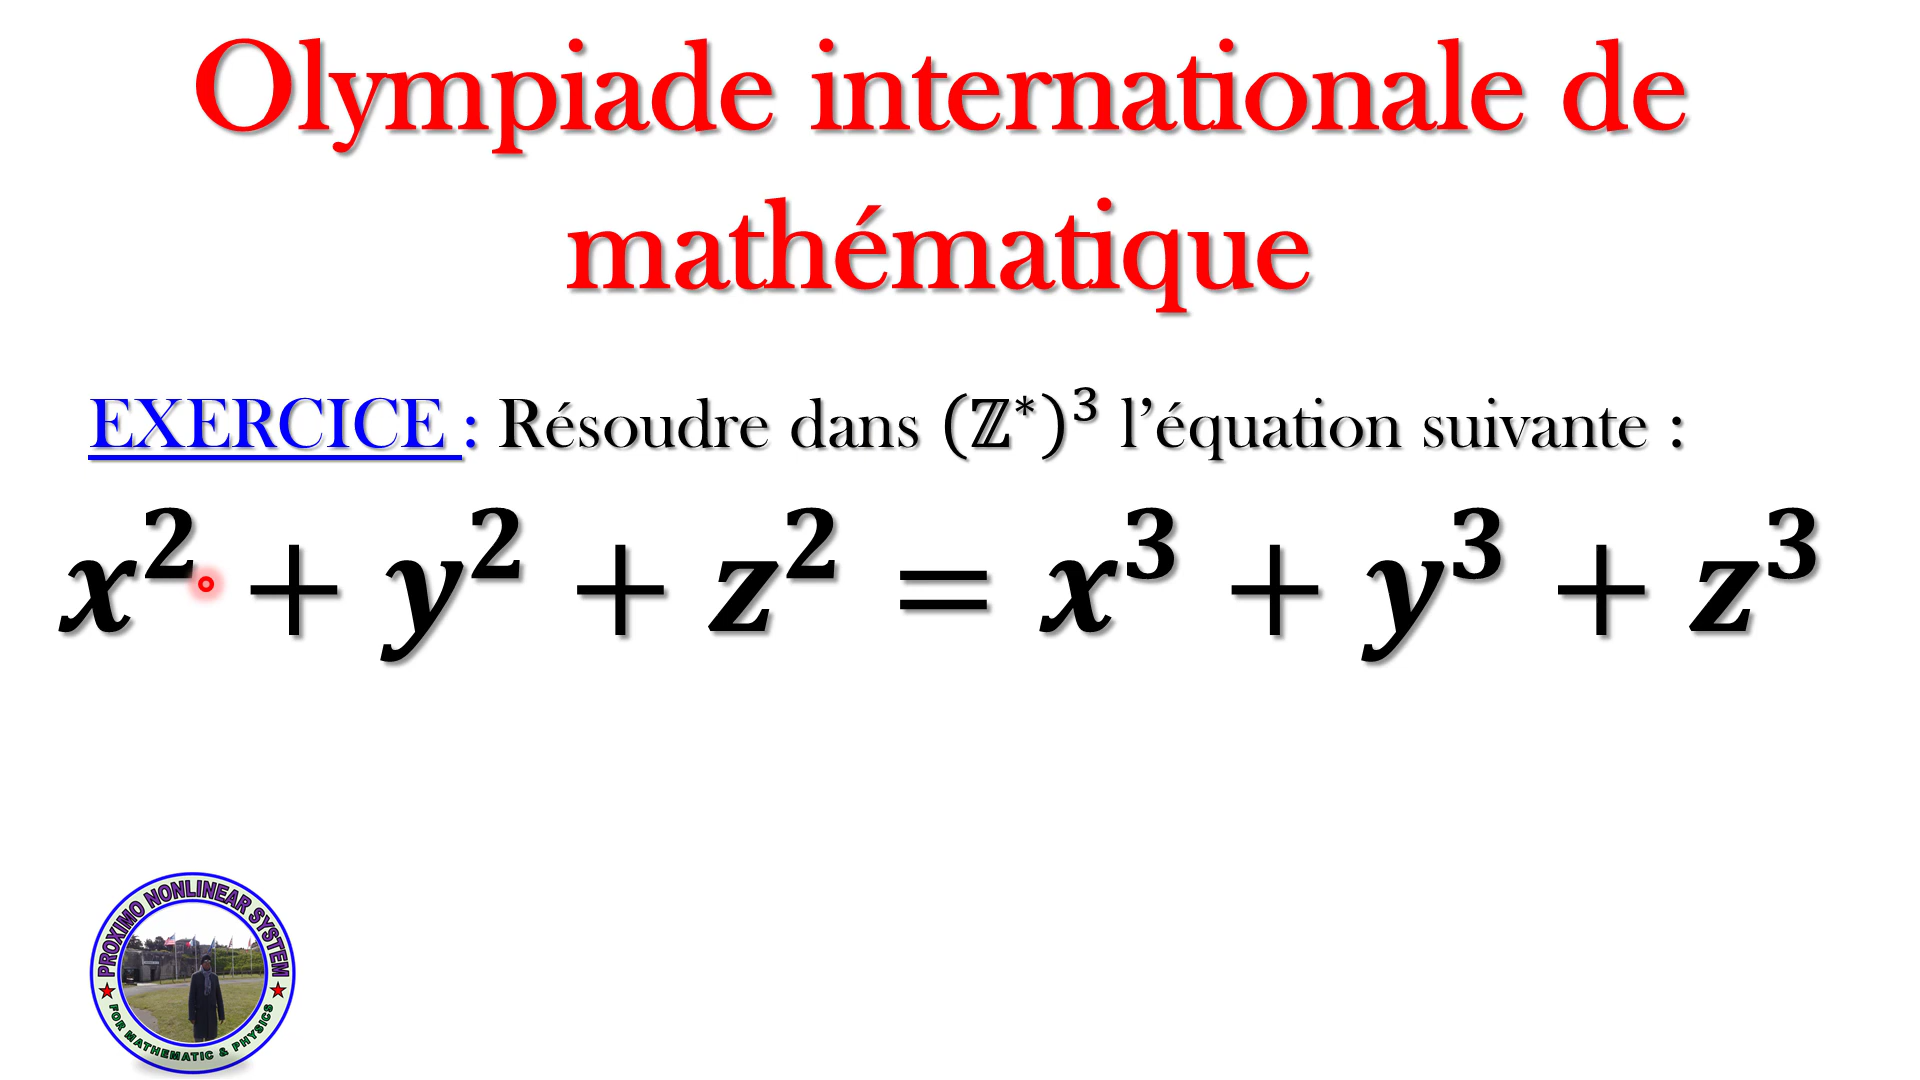 Olympiade internationale de
mathématique
EXERCICE : Résoudre dans (ℤ*)³ l’équation suivante :
x² + y² + z² = x³ + y³ + z³
PROXIMO NONLINEAR SYSTEM
★ FOR MATHEMATIC & PHYSICS ★